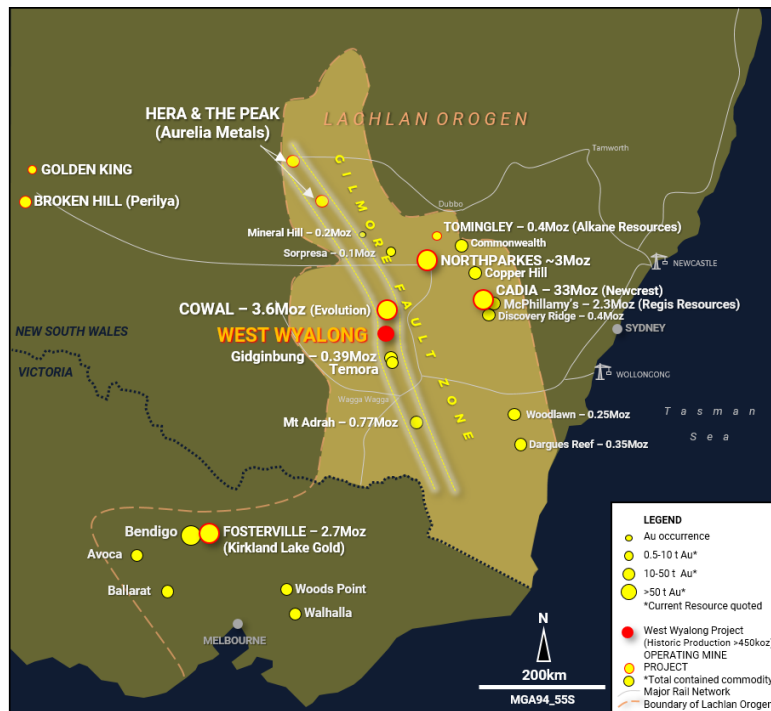 LACHLAN OROGEN
HERA & THE PEAK
(Aurelia Metals)
Tamworth
GOLDEN KING
BROKEN HILL (Perilya)
GILMORE FAULT ZONE
Dubbo
Mineral Hill – 0.2Moz
TOMINGLEY – 0.4Moz (Alkane Resources)
Sorpresa – 0.1Moz
Commonwealth
NORTHPARKES ~3Moz
NEWCASTLE
Copper Hill
CADIA – 33Moz (Newcrest)
McPhillamy's – 2.3Moz (Regis Resources)
COWAL – 3.6Moz (Evolution)
Discovery Ridge – 0.4Moz
NEW SOUTH WALES
WEST WYALONG
SYDNEY
Gidginbung – 0.39Moz
VICTORIA
Temora
WOLLONGONG
Wagga Wagga
Mt Adrah – 0.77Moz
Woodlawn – 0.25Moz
Tasman
Sea
Dargues Reef – 0.35Moz
Bendigo
FOSTERVILLE – 2.7Moz
(Kirkland Lake Gold)
Avoca
Ballarat
Woods Point
Walhalla
MELBOURNE
N
200km
MGA94_55S
LEGEND
Au occurrence
0.5-10 t Au*
10-50 t Au*
>50 t Au*
*Current Resource quoted
West Wyalong Project
(Historic Production >450koz)
OPERATING MINE
PROJECT
*Total contained commodity
Major Rail Network
Boundary of Lachlan Orogen